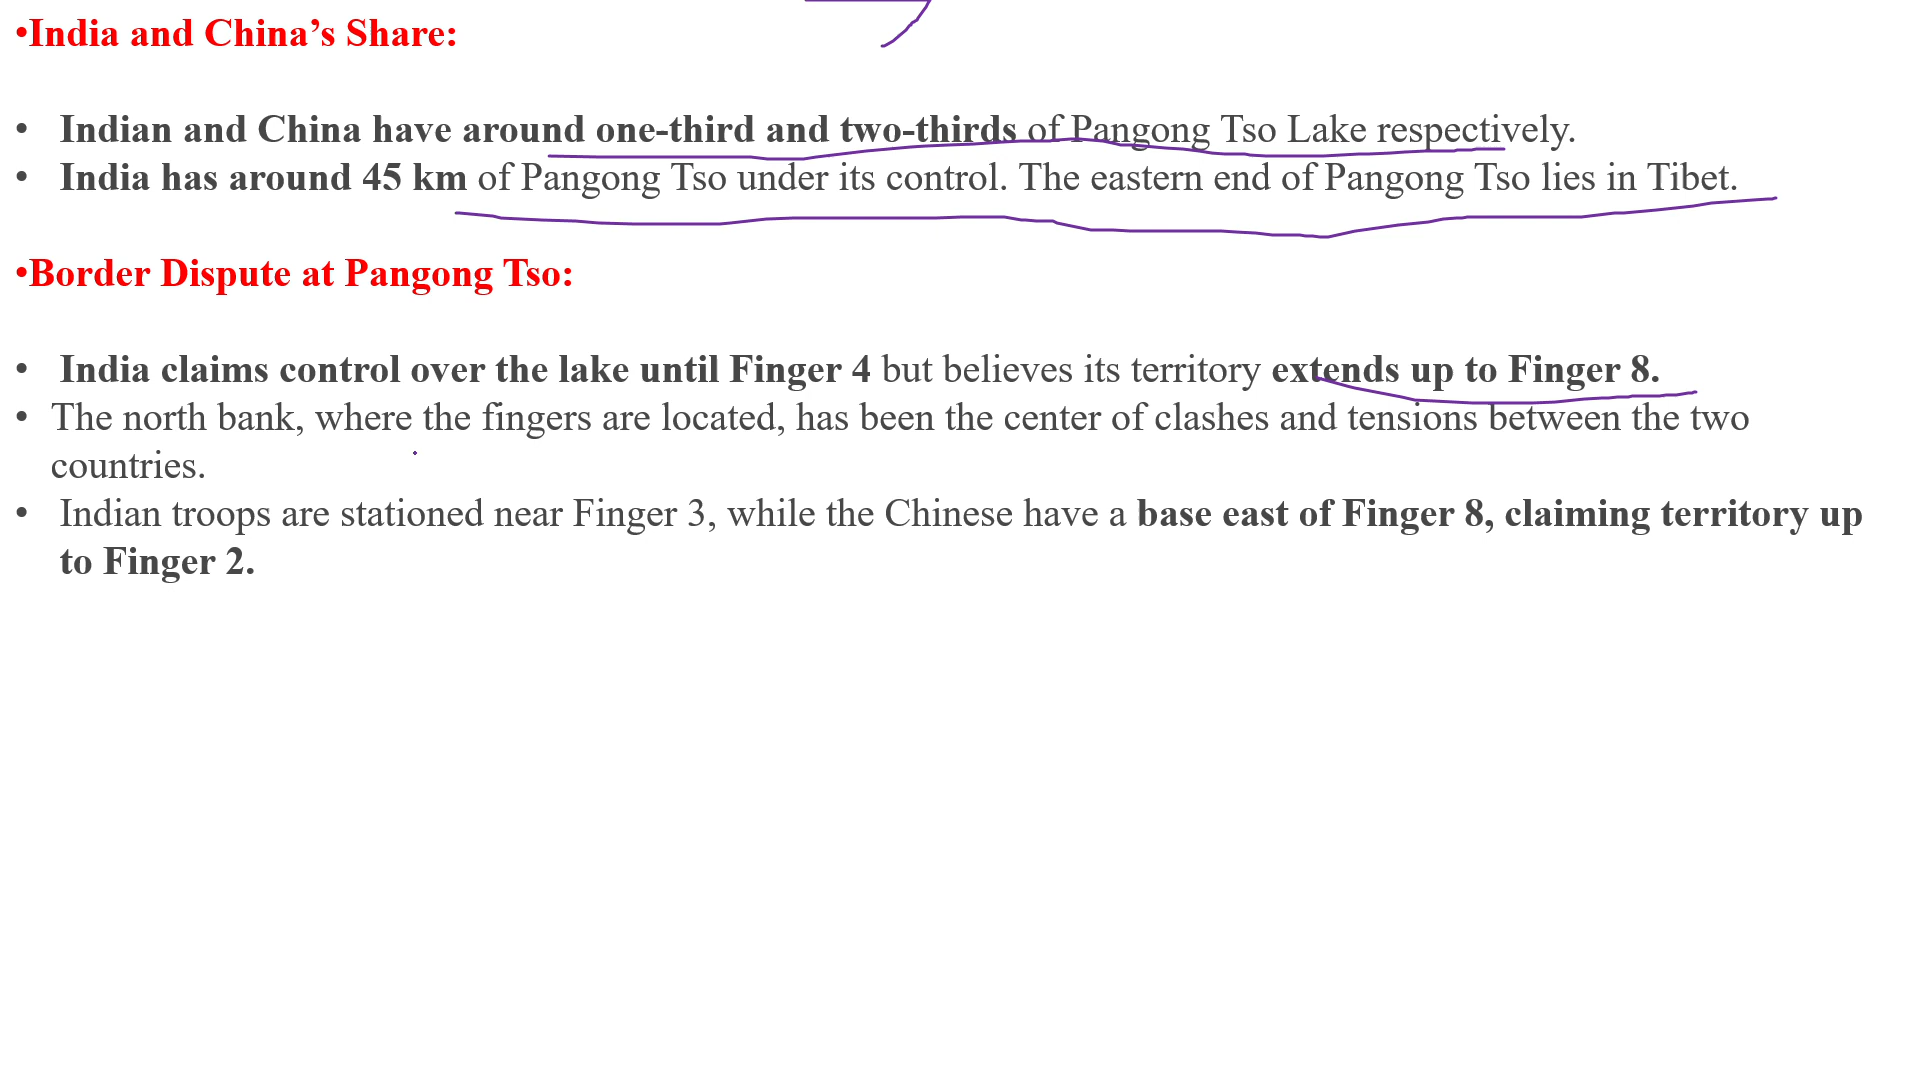 •India and China’s Share:
• Indian and China have around one-third and two-thirds of Pangong Tso Lake respectively.
• India has around 45 km of Pangong Tso under its control. The eastern end of Pangong Tso lies in Tibet.
•Border Dispute at Pangong Tso:
• India claims control over the lake until Finger 4 but believes its territory extends up to Finger 8.
• The north bank, where the fingers are located, has been the center of clashes and tensions between the two
countries.
• Indian troops are stationed near Finger 3, while the Chinese have a base east of Finger 8, claiming territory up
to Finger 2.